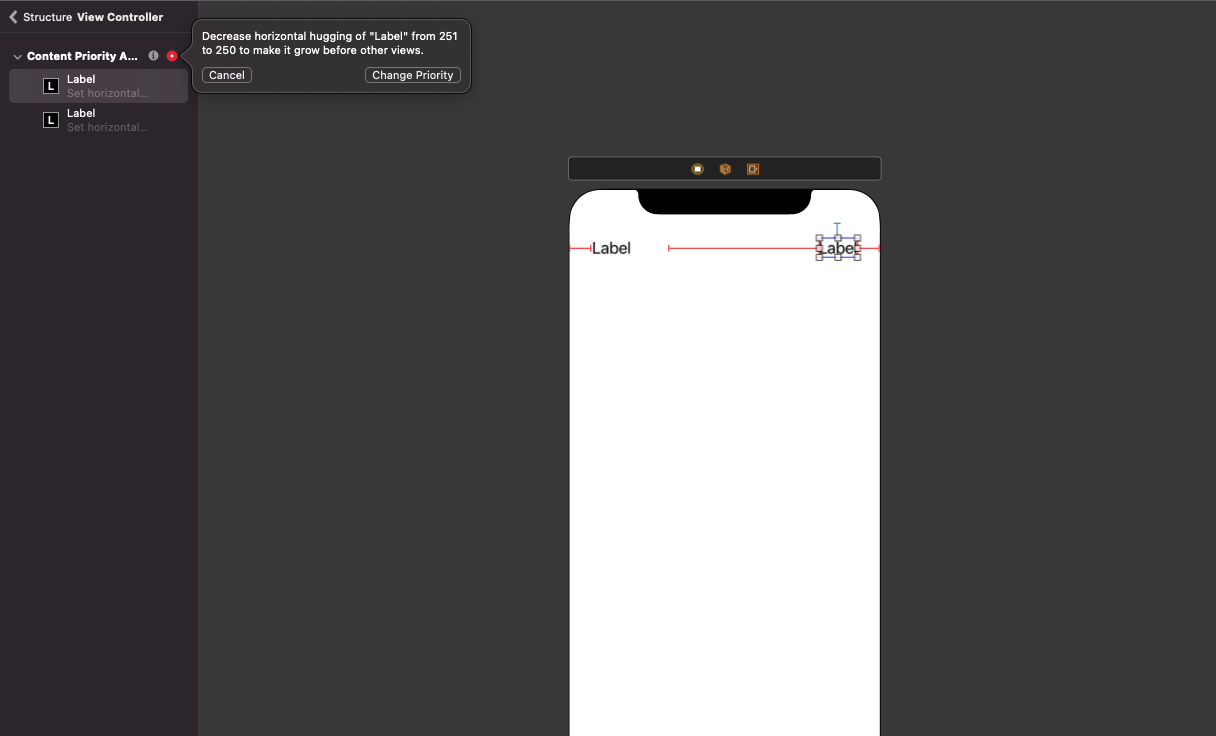 Structure View Controller
Decrease horizontal hugging of "Label" from 251
to 250 to make it grow before other views.
Cancel
Change Priority
Content Priority A...
L
Label
Set horizontal...
L
Label
Set horizontal...
Label
Label